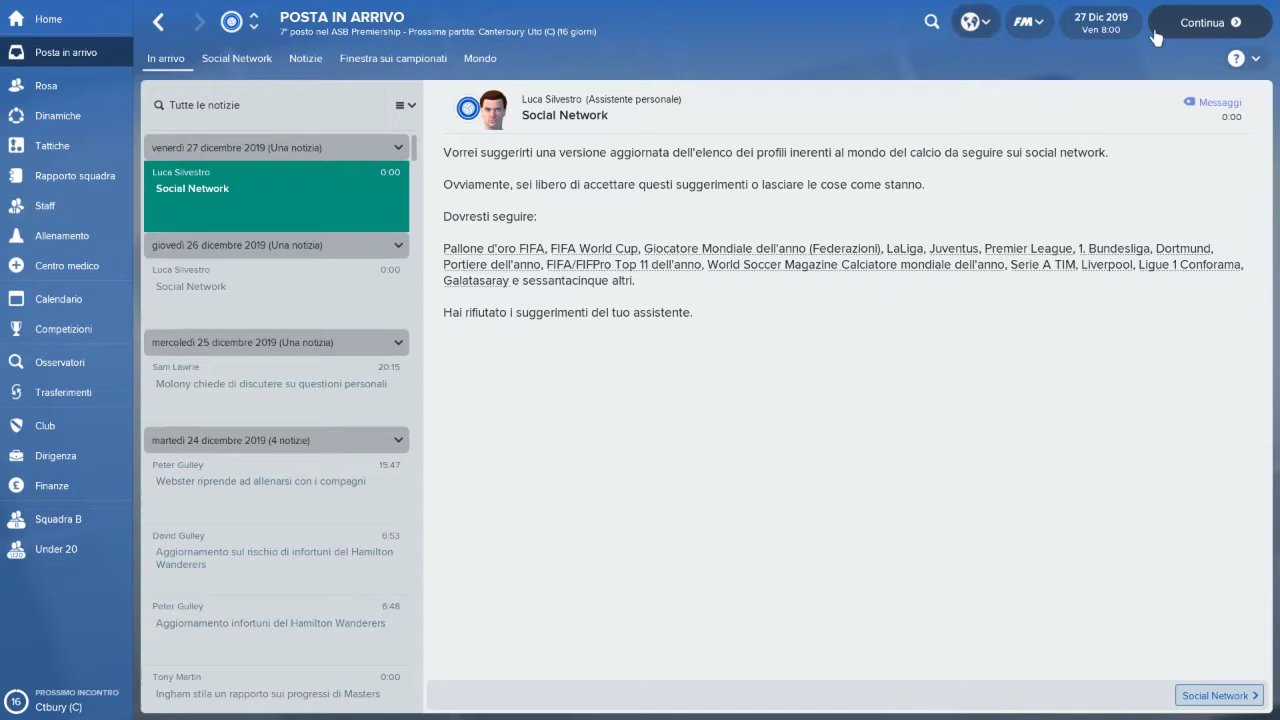 Home
Posta in arrivo
Rosa
Dinamiche
Tattiche
Rapporto squadra
Staff
Allenamento
Centro medico
Calendario
Competizioni
Osservatori
Trasferimenti
Club
Dirigenza
Finanze
Squadra B
Under 20
16
PROSSIMO INCONTRO
Ctbury (C)
POSTA IN ARRIVO
7° posto nel ASB Premiership - Prossima partita: Canterbury Utd (C) (16 giorni)
FM
27 Dic 2019
Ven 8:00
Continua
In arrivo
Social Network
Notizie
Finestra sui campionati
Mondo
?
Tutte le notizie
venerdì 27 dicembre 2019 (Una notizia)
Luca Silvestro 0:00
Social Network
giovedì 26 dicembre 2019 (Una notizia)
Luca Silvestro 0:00
Social Network
mercoledì 25 dicembre 2019 (Una notizia)
Sam Lawrie 20:15
Molony chiede di discutere su questioni personali
martedì 24 dicembre 2019 (4 notizie)
Peter Gulley 15:47
Webster riprende ad allenarsi con i compagni
David Gulley 6:53
Aggiornamento sul rischio di infortuni del Hamilton
Wanderers
Peter Gulley 6:48
Aggiornamento infortuni del Hamilton Wanderers
Tony Martin 0:00
Ingham stila un rapporto sui progressi di Masters
Luca Silvestro (Assistente personale)
Social Network
Messaggi
0:00
Vorrei suggerirti una versione aggiornata dell'elenco dei profili inerenti al mondo del calcio da seguire sui social network.
Ovviamente, sei libero di accettare questi suggerimenti o lasciare le cose come stanno.
Dovresti seguire:
Pallone d'oro FIFA, FIFA World Cup, Giocatore Mondiale dell'anno (Federazioni), LaLiga, Juventus, Premier League, 1. Bundesliga, Dortmund,
Portiere dell'anno, FIFA/FIFPro Top 11 dell'anno, World Soccer Magazine Calciatore mondiale dell'anno, Serie A TIM, Liverpool, Ligue 1 Conforama,
Galatasaray e sessantacinque altri.
Hai rifiutato i suggerimenti del tuo assistente.
Social Network